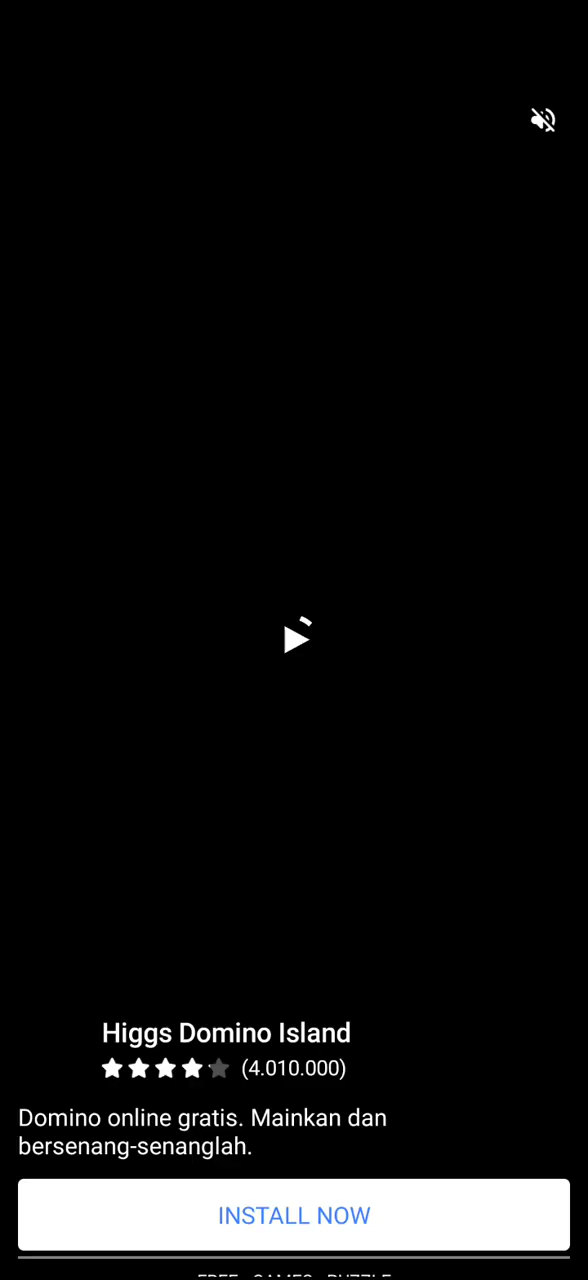 Higgs Domino Island
(4.010.000)
Domino online gratis. Mainkan dan
bersenang-senanglah.
INSTALL NOW